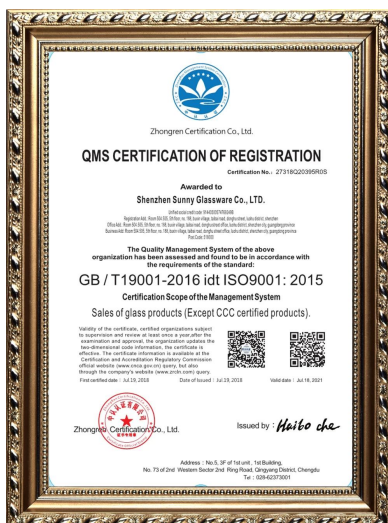 Zhongren Certification Co., Ltd.
QMS CERTIFICATION OF REGISTRATION
Certification No.: 27318Q20395R0S
Awarded to
Shenzhen Sunny Glassware Co., LTD.
The Quality Management System of the above
organization has been assessed and found to be in accordance with
the requirements of the standard:
GB / T19001-2016 idt ISO9001: 2015
Certification Scope of the Management System
Sales of glass products (Except CCC certified products).
Validity of the certificate, certified organizations subject
to supervision and review at least once a year,after the
examination and approval, the organization updates the
two-dimensional code information, the certificate is
effective. The certificate information is available at the
Certification and Accreditation Regulatory Commission
official website (www.cnca.gov.cn) query, but also
through the company's website (www.zrcfn.com) query.
First certified date : Jul.19, 2018 Date of Issued : Jul.19, 2018 Valid date : Jul.18, 2021
Zhongren Certification Co., Ltd.
Issued by : Haibo che
Address : No.5, 3F of 1st unit , 1st Building,
No. 73 of 2nd Western Sector 2nd Ring Road, Qingyang District, Chengdu
Tel : 028-62373001